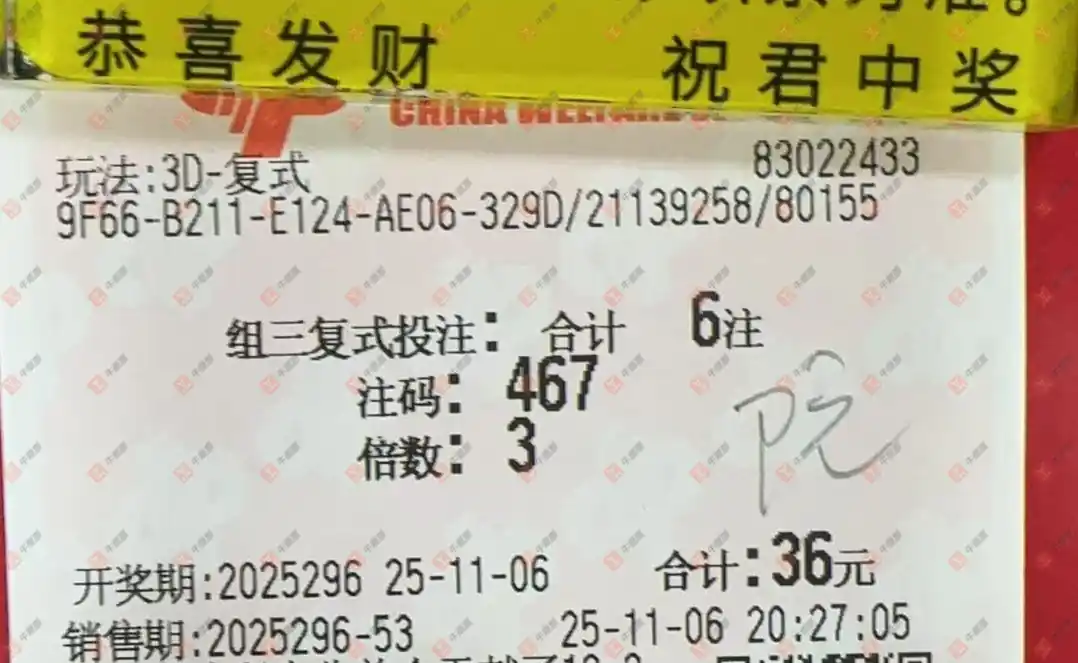 恭喜发财 祝君中奖
CHINA WELFARE
玩法:3D-复式 83022433
9F66-B211-E124-AE06-329D/21139258/80155
组三复式投注: 合计 6注
注码: 467
倍数: 3
阮
开奖期:2025296 25-11-06 合计:36元
销售期:2025296-53 25-11-06 20:27:05